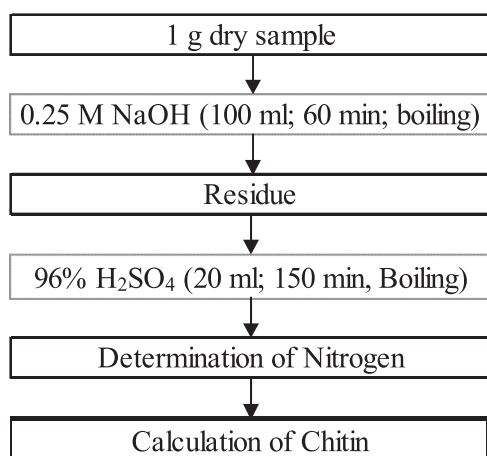 1 g dry sample
0.25 M NaOH (100 ml; 60 min; boiling)
Residue
96% H₂SO₄ (20 ml; 150 min, Boiling)
Determination of Nitrogen
Calculation of Chitin